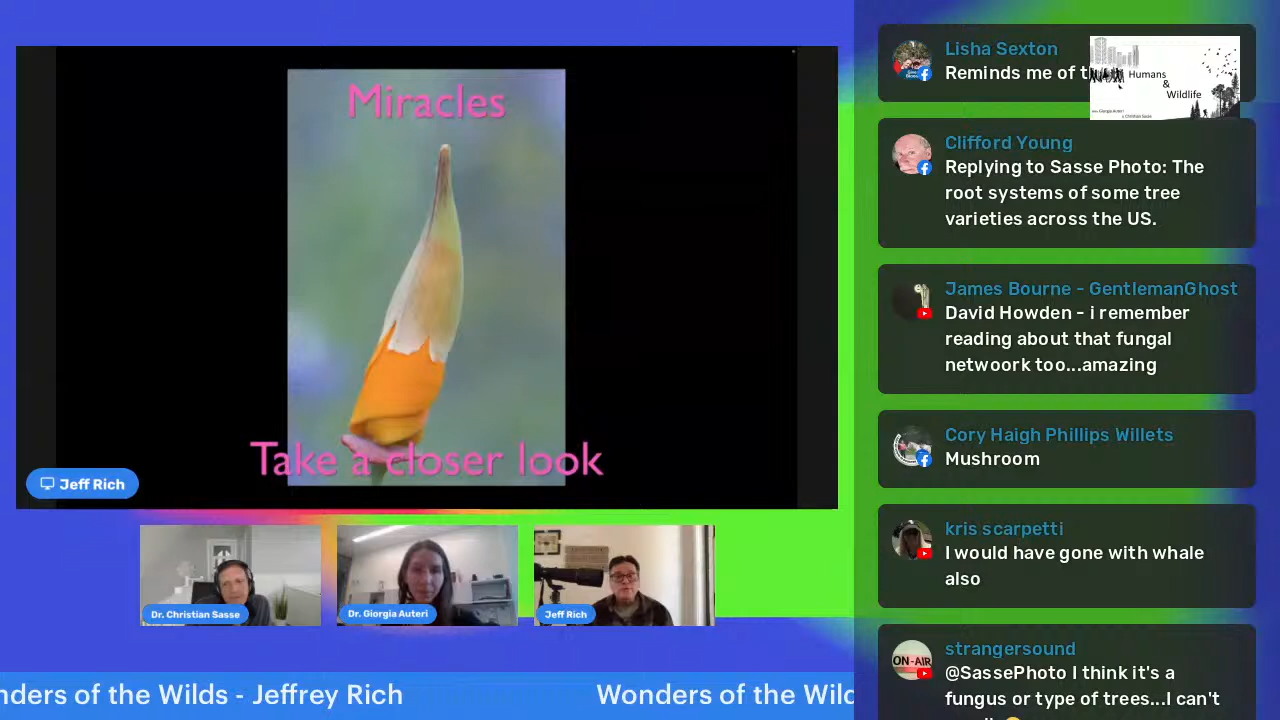 Miracles
Take a closer look
Jeff Rich
Dr. Christian Sasse
Dr. Giorgia Auteri
Jeff Rich
nders of the Wilds - Jeffrey Rich
Wonders of the Wild
Lisha Sexton
Reminds me of
Humans
&
Wildlife
Clifford Young
Replying to Sasse Photo: The
root systems of some tree
varieties across the US.
James Bourne - GentlemanGhost
David Howden - i remember
reading about that fungal
netwoork too...amazing
Cory Haigh Phillips Willets
Mushroom
kris scarpetti
I would have gone with whale
also
ON-AIR
strangersound
@SassePhoto I think it's a
fungus or type of trees...I can't